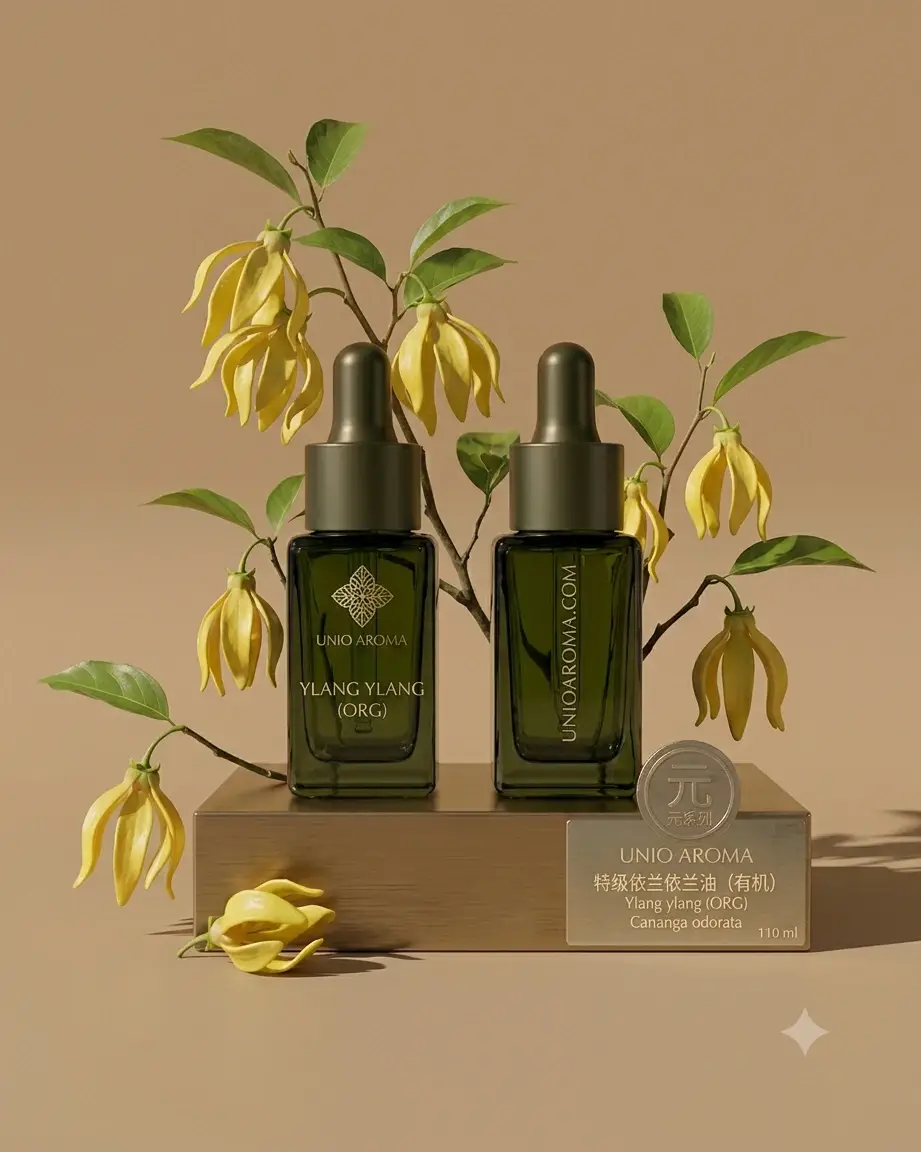 UNIO AROMA
YLANG YLANG
(ORG)
UNIOAROMA.COM
元
元系列
UNIO AROMA
特级依兰依兰油（有机）
Ylang ylang (ORG)
Cananga odorata
110 ml